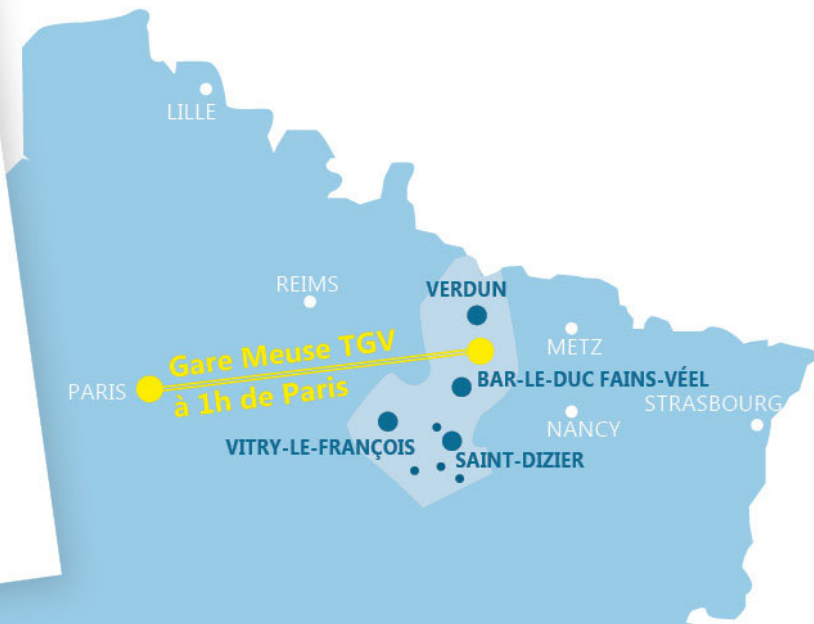 LILLE
REIMS
VERDUN
Gare Meuse TGV
METZ
PARIS
à 1h de Paris
BAR-LE-DUC FAINS-VÉEL
STRASBOURG
NANCY
VITRY-LE-FRANÇOIS
SAINT-DIZIER